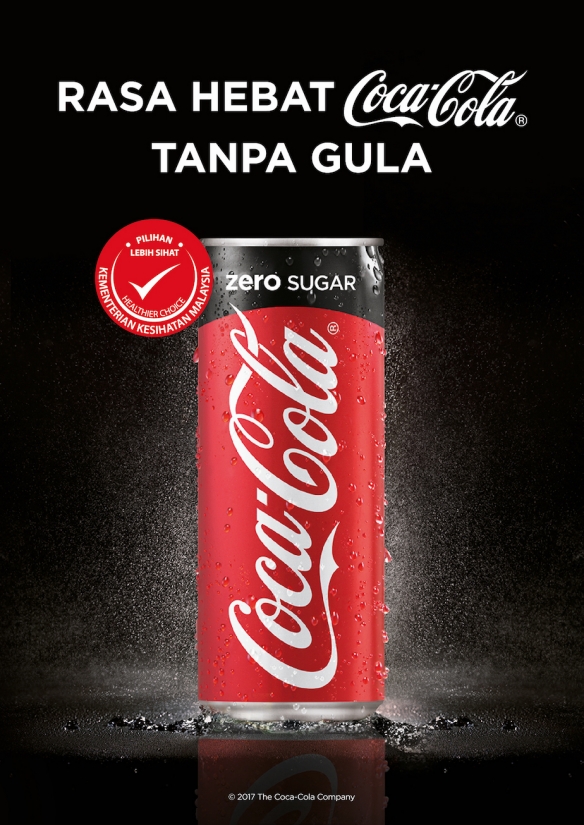 RASA HEBAT Coca-Cola®
TANPA GULA
PILIHAN
LEBIH SIHAT
HEALTHIER CHOICE
KEMENTERIAN KESIHATAN MALAYSIA
zero SUGAR
Coca-Cola®
© 2017 The Coca-Cola Company